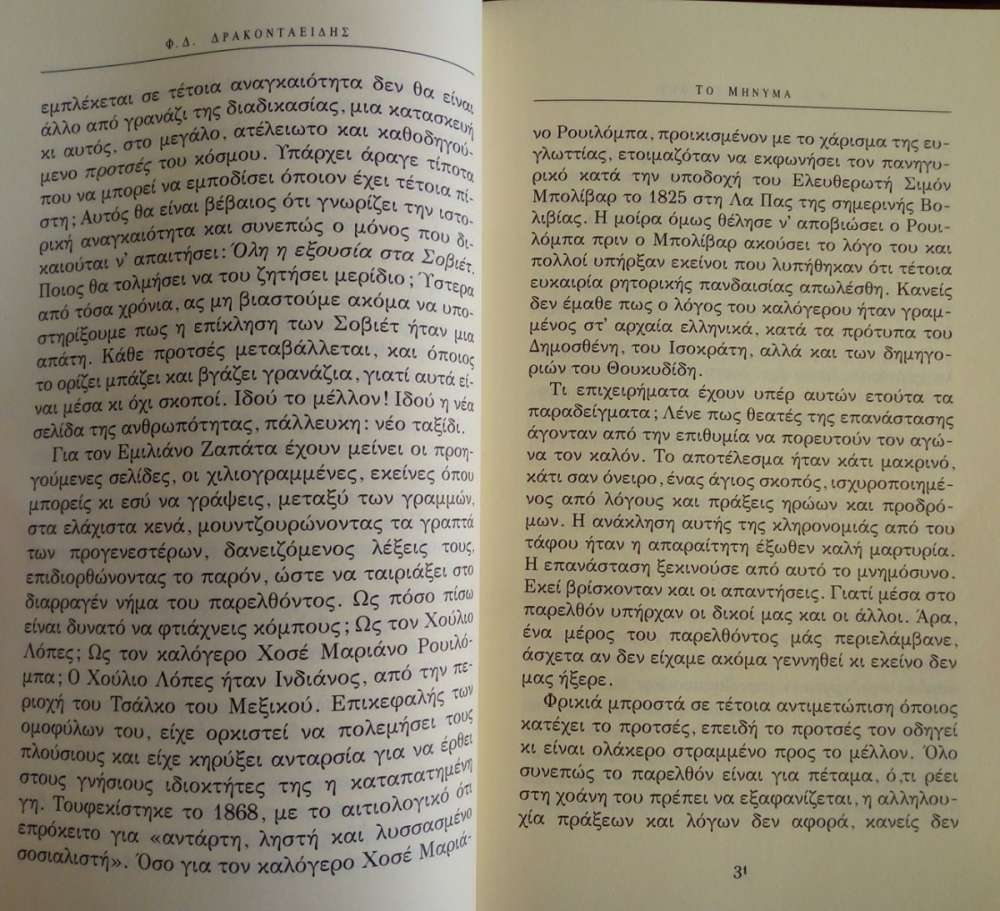 Φ.Δ. ΔΡΑΚΟΝΤΑΕΙΔΗΣ
εμπλέκεται σε τέτοια αναγκαιότητα δεν θα είναι
άλλο από γρανάζι της διαδικασίας, μια κατασκευή
κι αυτός, στο μεγάλο, ατέλειωτο και καθοδηγού-
μενο προτσές του κόσμου. Υπάρχει άραγε τίποτα
που να μπορεί να εμποδίσει όποιον έχει τέτοια πί-
στη; Αυτός θα είναι βέβαιος ότι γνωρίζει την ιστο-
ρική αναγκαιότητα και συνεπώς ο μόνος που δι-
καιούται ν' απαιτήσει: Όλη η εξουσία στα Σοβιέτ.
Ποιος θα τολμήσει να του ζητήσει μερίδιο; Ύστερα
από τόσα χρόνια, ας μη βιαστούμε ακόμα να υπο-
στηρίξουμε πως η επίκληση των Σοβιέτ ήταν μια
απάτη. Κάθε προτσές μεταβάλλεται, και όποιος
το ορίζει μπάζει και βγάζει γρανάζια, γιατί αυτά εί-
ναι μέσα κι όχι σκοποί. Ιδού το μέλλον! Ιδού η νέα
σελίδα της ανθρωπότητας, πάλλευκη: νέο ταξίδι.
Για τον Εμιλιάνο Ζαπάτα έχουν μείνει οι προη-
γούμενες σελίδες, οι χιλιογραμμένες, εκείνες όπου
μπορείς κι εσύ να γράψεις, μεταξύ των γραμμών,
στα ελάχιστα κενά, μουντζουρώνοντας τα γραπτά
των προγενεστέρων, δανειζόμενος λέξεις τους,
επιδιορθώνοντας το παρόν, ώστε να ταιριάξει στο
διαρραγέν νήμα του παρελθόντος. Ως πόσο πίσω
είναι δυνατό να φτιάχνεις κόμπους; Ως τον Χούλιο
Λόπες; Ως τον καλόγερο Χοσέ Μαριάνο Ρουιλό-
μπα; Ο Χούλιο Λόπες ήταν Ινδιάνος, από την πε-
ριοχή του Τσάλκο του Μεξικού. Επικεφαλής των
ομοφύλων του, είχε ορκιστεί να πολεμήσει τους
πλούσιους και είχε κηρύξει ανταρσία για να έρθει
στους γνήσιους ιδιοκτήτες της η καταπατημένη
γη. Τουφεκίστηκε το 1868, με το αιτιολογικό ότι
επρόκειτο για «αντάρτη, ληστή και λυσσασμένο
σοσιαλιστή». Όσο για τον καλόγερο Χοσέ Μαριά-
ΤΟ ΜΗΝΥΜΑ
νο Ρουιλόμπα, προικισμένον με το χάρισμα της ευ-
γλωττίας, ετοιμαζόταν να εκφωνήσει τον πανηγυ-
ρικό κατά την υποδοχή του Ελευθερωτή Σιμόν
Μπολίβαρ το 1825 στη Λα Πας της σημερινής Βο-
λιβίας. Η μοίρα όμως θέλησε ν' αποβιώσει ο Ρουι-
λόμπα πριν ο Μπολίβαρ ακούσει το λόγο του και
πολλοί υπήρξαν εκείνοι που λυπήθηκαν ότι τέτοια
ευκαιρία ρητορικής πανδαισίας απωλέσθη. Κανείς
δεν έμαθε πως ο λόγος του καλόγερου ήταν γραμ-
μένος στ' αρχαία ελληνικά, κατά τα πρότυπα του
Δημοσθένη, του Ισοκράτη, αλλά και των δημηγο-
ριών του Θουκυδίδη.
Τι επιχειρήματα έχουν υπέρ αυτών ετούτα τα
παραδείγματα; Λένε πως θεατές της επανάστασης
άγονταν από την επιθυμία να πορευτούν τον αγώ-
να τον καλόν. Το αποτέλεσμα ήταν κάτι μακρινό,
κάτι σαν όνειρο, ένας άγιος σκοπός, ισχυροποιημέ-
νος από λόγους και πράξεις ηρώων και προδρό-
μων. Η ανάκληση αυτής της κληρονομιάς από του
τάφου ήταν η απαραίτητη έξωθεν καλή μαρτυρία.
Η επανάσταση ξεκινούσε από αυτό το μνημόσυνο.
Εκεί βρίσκονταν και οι απαντήσεις. Γιατί μέσα στο
παρελθόν υπήρχαν οι δικοί μας και οι άλλοι. Άρα,
ένα μέρος του παρελθόντος μάς περιελάμβανε,
άσχετα αν δεν είχαμε ακόμα γεννηθεί κι εκείνο δεν
μας ήξερε.
Φρικιά μπροστά σε τέτοια αντιμετώπιση όποιος
κατέχει το προτσές, επειδή το προτσές τον οδηγεί
κι είναι ολάκερο στραμμένο προς το μέλλον. Όλο
συνεπώς το παρελθόν είναι για πέταμα, ό,τι ρέει
στη χοάνη του πρέπει να εξαφανίζεται, η αλληλου-
χία πράξεων και λόγων δεν αφορά, κανείς δεν
31